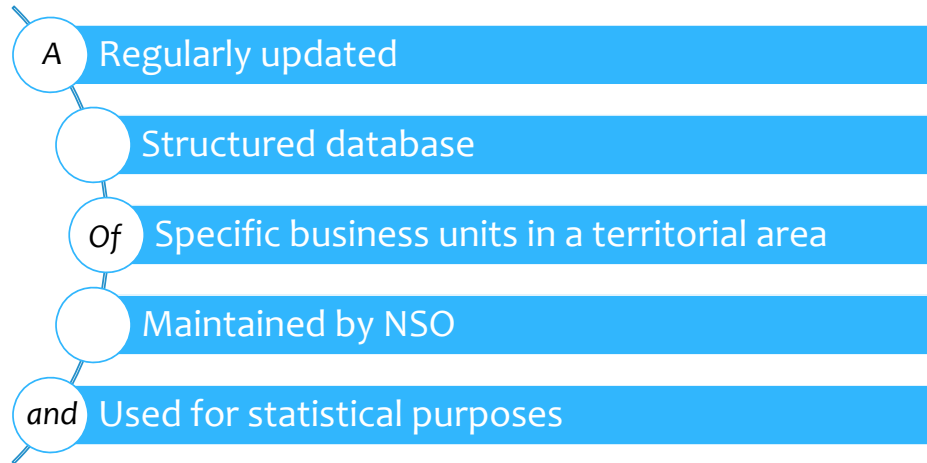 A Regularly updated
Structured database
Of Specific business units in a territorial area
Maintained by NSO
and Used for statistical purposes